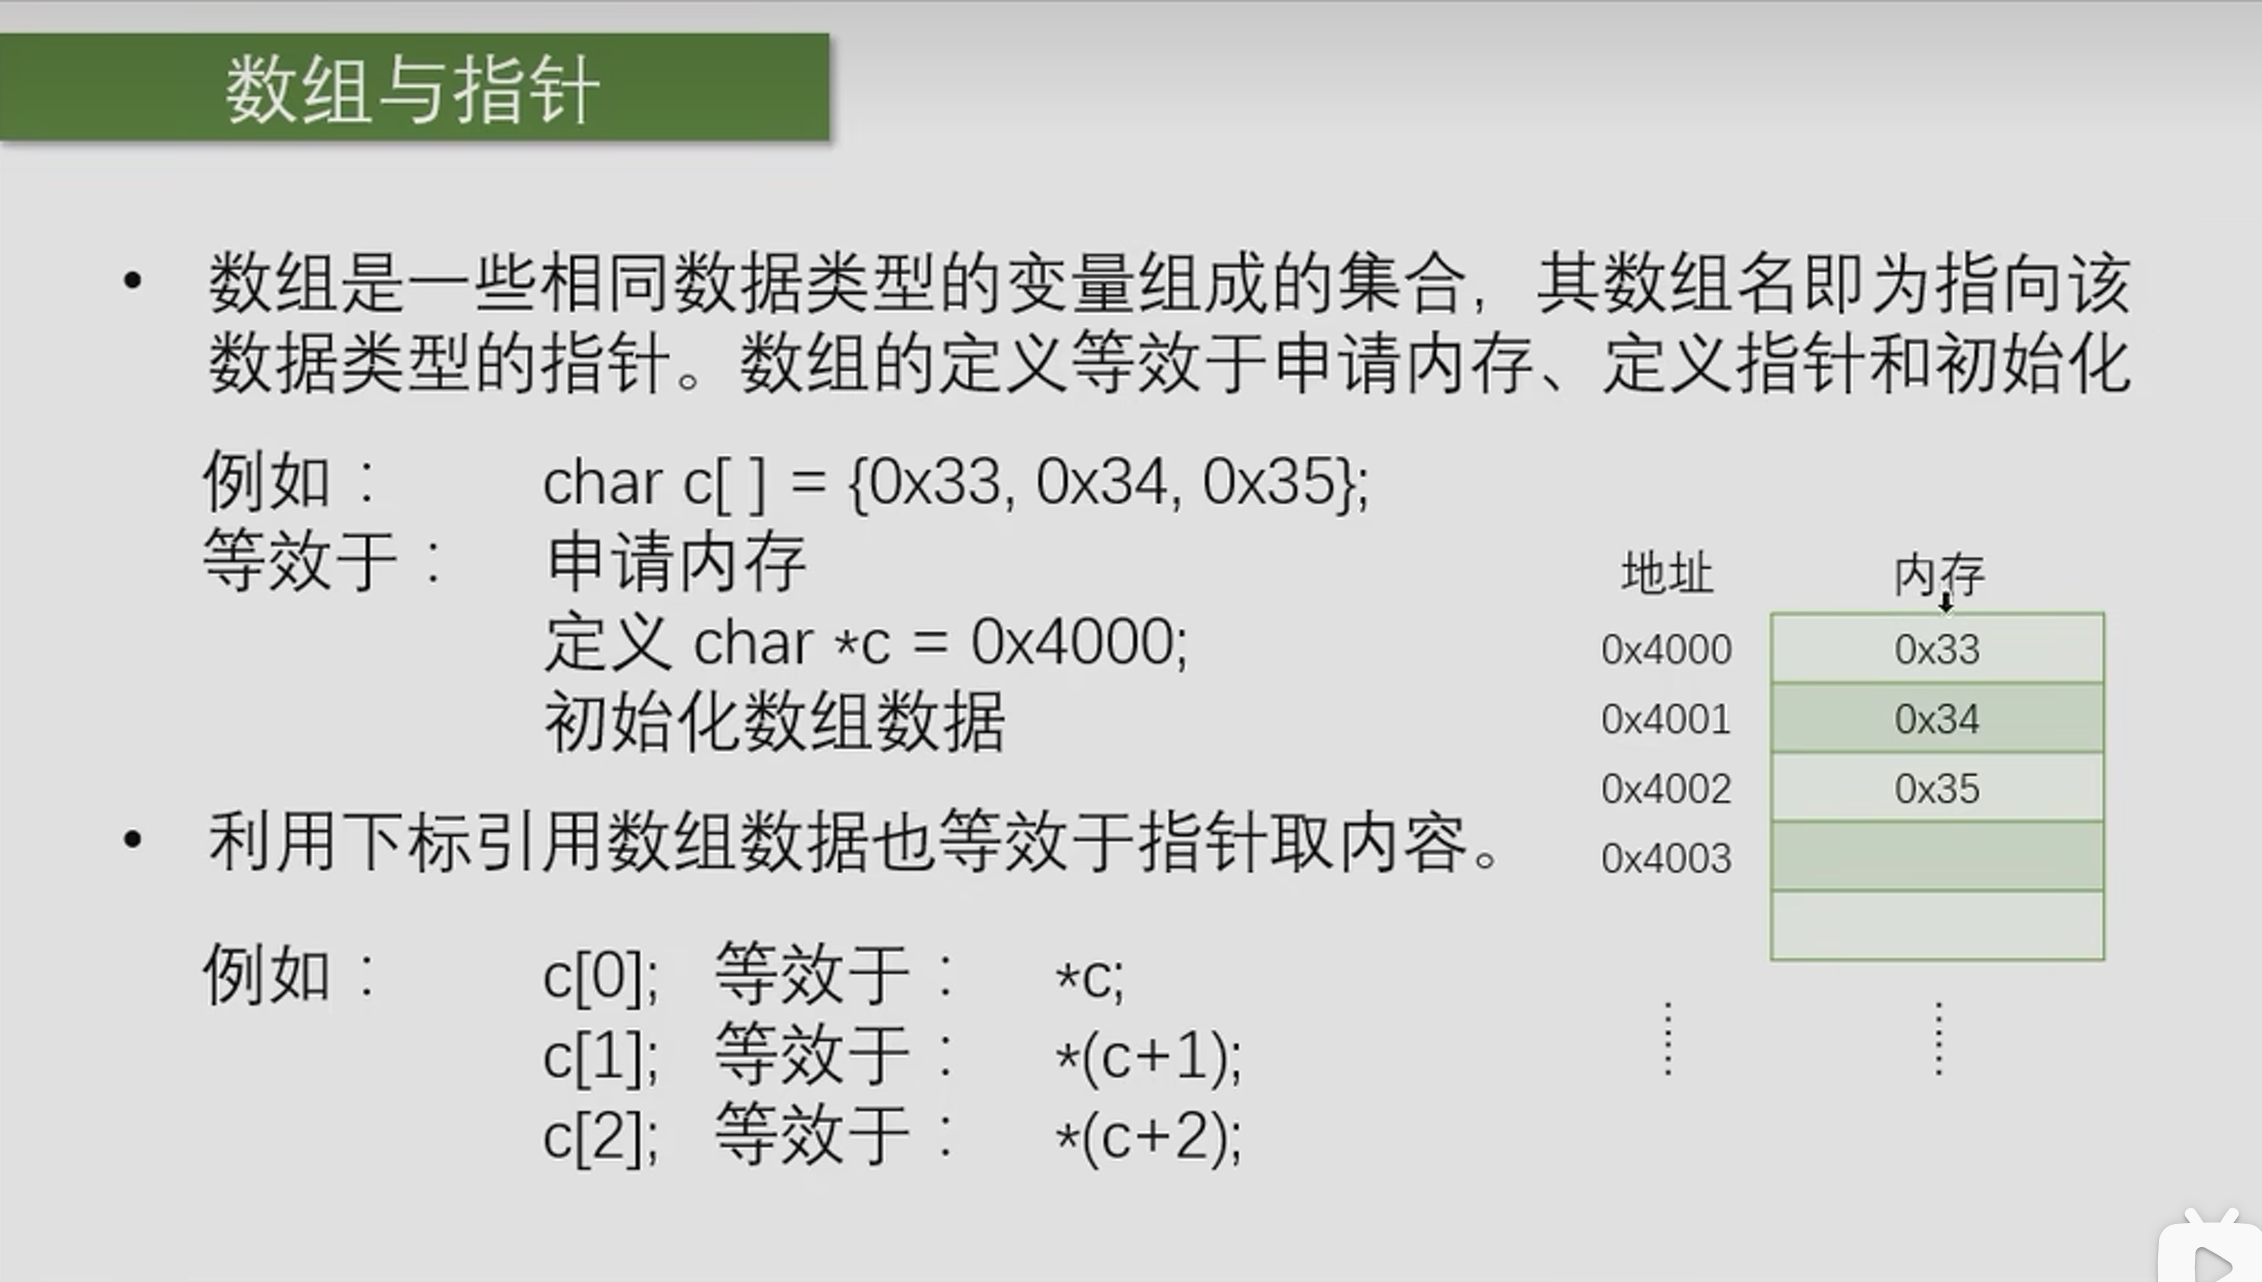 数组与指针
• 数组是一些相同数据类型的变量组成的集合，其数组名即为指向该
数据类型的指针。数组的定义等效于申请内存、定义指针和初始化
例如： char c[ ] = {0x33, 0x34, 0x35};
等效于： 申请内存
定义 char *c = 0x4000;
初始化数组数据
• 利用下标引用数组数据也等效于指针取内容。
例如： c[0]; 等效于： *c;
c[1]; 等效于： *(c+1);
c[2]; 等效于： *(c+2);
地址 内存
0x4000 0x33
0x4001 0x34
0x4002 0x35
0x4003
...... ......